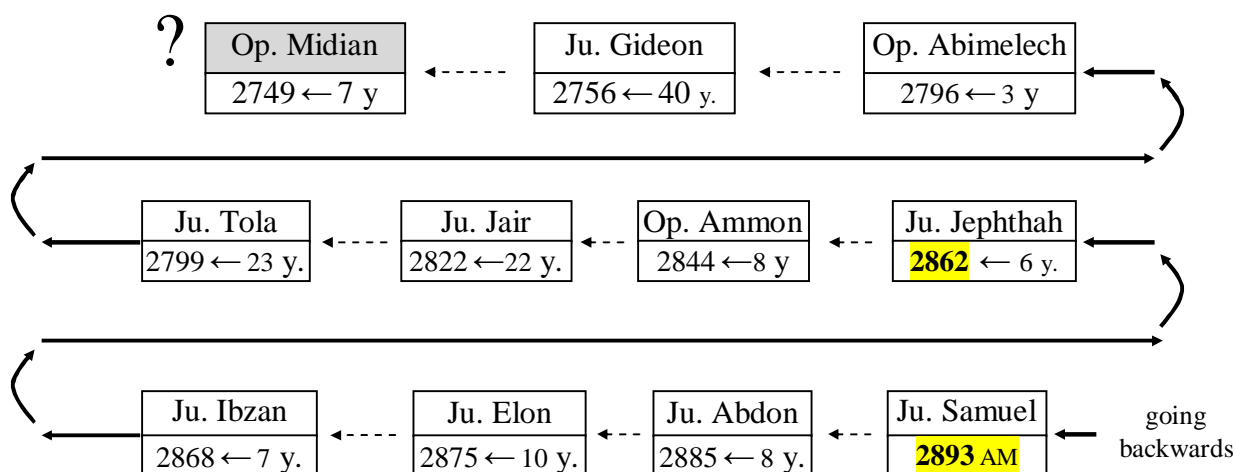 ?
Op. Midian
2749 ← 7 y
Ju. Gideon
2756 ← 40 y.
Op. Abimelech
2796 ← 3 y
Ju. Tola
2799 ← 23 y.
Ju. Jair
2822 ←22 y.
Op. Ammon
2844 ←8 y
Ju. Jephthah
2862 ← 6 y.
Ju. Ibzan
2868 ← 7 y.
Ju. Elon
2875 ← 10 y.
Ju. Abdon
2885 ← 8 y.
Ju. Samuel
2893 AM
going
backwards